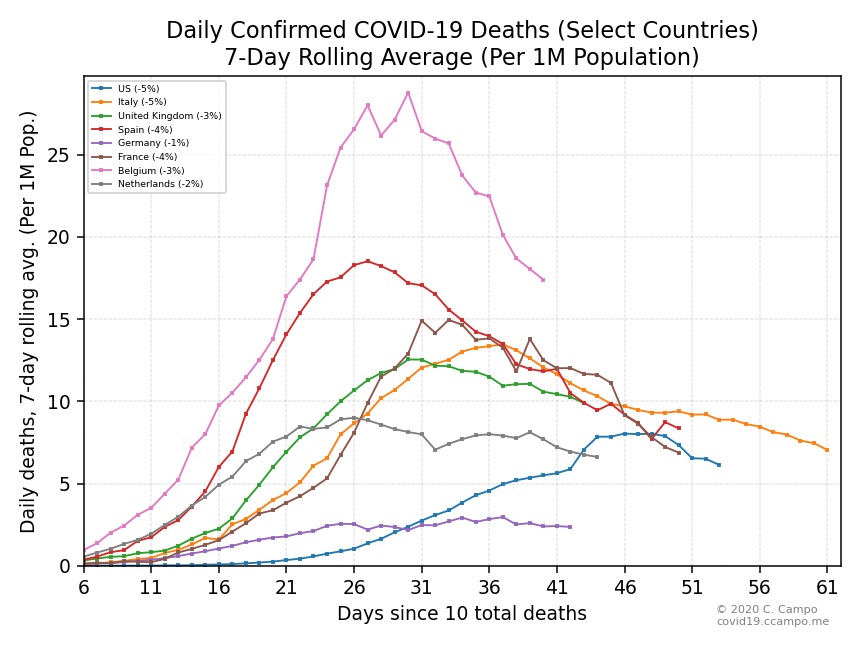 Daily Confirmed COVID-19 Deaths (Select Countries)
7-Day Rolling Average (Per 1M Population)
Daily deaths, 7-day rolling avg. (Per 1M Pop.)
US (-5%)
Italy (-5%)
United Kingdom (-3%)
Spain (-4%)
Germany (-1%)
France (-4%)
Belgium (-3%)
Netherlands (-2%)
25
20
15
10
5
0
6 11 16 21 26 31 36 41 46 51 56 61
Days since 10 total deaths
© 2020 C. Campo
covid19.ccampo.me